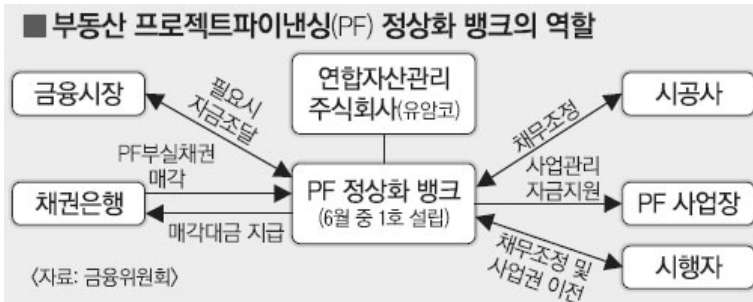 ■ 부동산 프로젝트파이낸싱(PF) 정상화 뱅크의 역할
금융시장
필요시
자금조달
연합자산관리
주식회사(유암코)
채무조정
시공사
PF부실채권
매각
채권은행
매각대금 지급
PF 정상화 뱅크
(6월 중 1호 설립)
사업관리
자금지원
PF 사업장
채무조정 및
사업권 이전
시행자
〈자료: 금융위원회〉